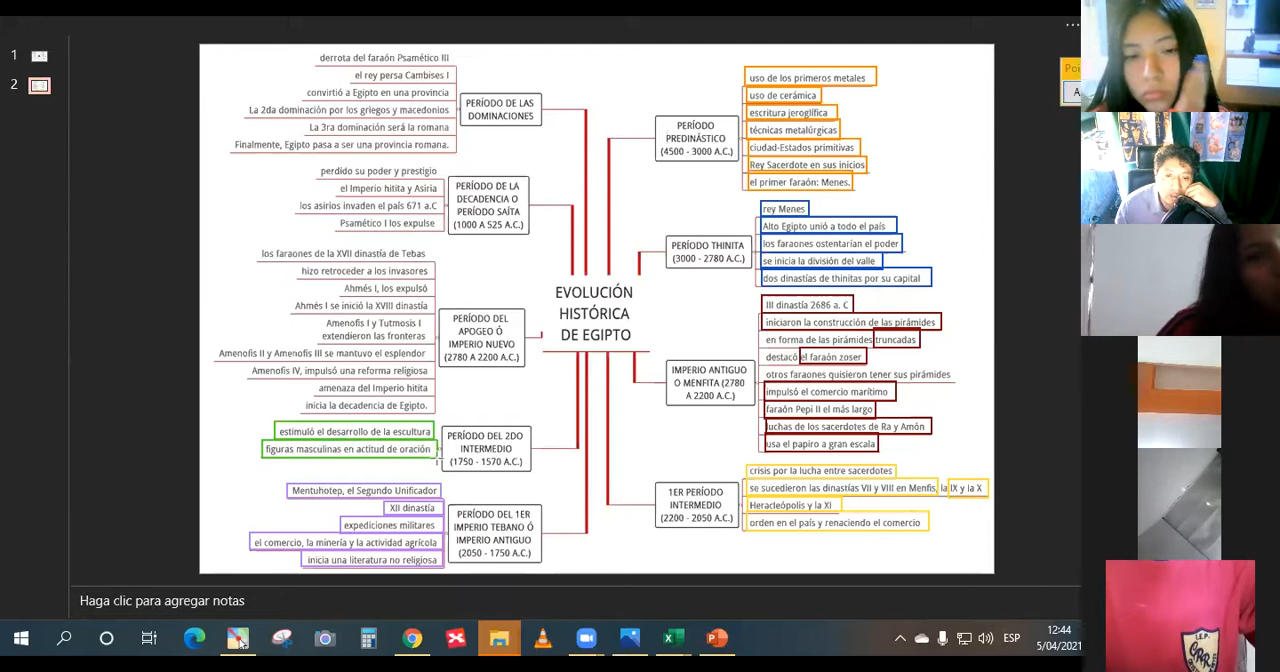 1
2
derrota del faraón Psamético III
el rey persa Cambises I
convirtió a Egipto en una provincia
La 2da dominación por los griegos y macedonios
La 3ra dominación será la romana
Finalmente, Egipto pasa a ser una provincia romana.
PERÍODO DE LAS
DOMINACIONES
perdido su poder y prestigio
el Imperio hitita y Asiria
los asirios invaden el país 671 a.C
Psamético I los expulse
PERÍODO DE LA
DECADENCIA O
PERÍODO SAÍTA
(1000 A 525 A.C.)
los faraones de la XVII dinastía de Tebas
hizo retroceder a los invasores
Ahmés I, los expulsó
Ahmés I se inició la XVIII dinastía
Amenofis I y Tutmosis I
extendieron las fronteras
Amenofis II y Amenofis III se mantuvo el esplendor
Amenofis IV, impulsó una reforma religiosa
amenaza del Imperio hitita
inicia la decadencia de Egipto.
PERÍODO DEL
APOGEO Ó
IMPERIO NUEVO
(2780 A 2200 A.C.)
estimuló el desarrollo de la escultura
figuras masculinas en actitud de oración
PERÍODO DEL 2DO
INTERMEDIO
(1750 - 1570 A.C.)
Mentuhotep, el Segundo Unificador
XII dinastía
expediciones militares
el comercio, la minería y la actividad agrícola
inicia una literatura no religiosa
PERÍODO DEL 1ER
IMPERIO TEBANO Ó
IMPERIO ANTIGUO
(2050 - 1750 A.C.)
EVOLUCIÓN
HISTÓRICA
DE EGIPTO
PERÍODO
PREDINÁSTICO
(4500 - 3000 A.C.)
uso de los primeros metales
uso de cerámica
escritura jeroglífica
técnicas metalúrgicas
ciudad-Estados primitivas
Rey Sacerdote en sus inicios
el primer faraón: Menes.
PERÍODO THINITA
(3000 - 2780 A.C.)
rey Menes
Alto Egipto unió a todo el país
los faraones ostentarían el poder
se inicia la división del valle
dos dinastías de thinitas por su capital
IMPERIO ANTIGUO
O MENFITA (2780
A 2200 A.C.)
III dinastía 2686 a. C
iniciaron la construcción de las pirámides
en forma de las pirámides truncadas
destacó el faraón zoser
otros faraones quisieron tener sus pirámides
impulsó el comercio marítimo
faraón Pepi II el más largo
luchas de los sacerdotes de Ra y Amón
usa el papiro a gran escala
1ER PERÍODO
INTERMEDIO
(2200 - 2050 A.C.)
crisis por la lucha entre sacerdotes
se sucedieron las dinastías VII y VIII en Menfis, la IX y la X
Heracleópolis y la XI
orden en el país y renaciendo el comercio
Haga clic para agregar notas
ESP
12:44
5/04/2021
I.E.P.